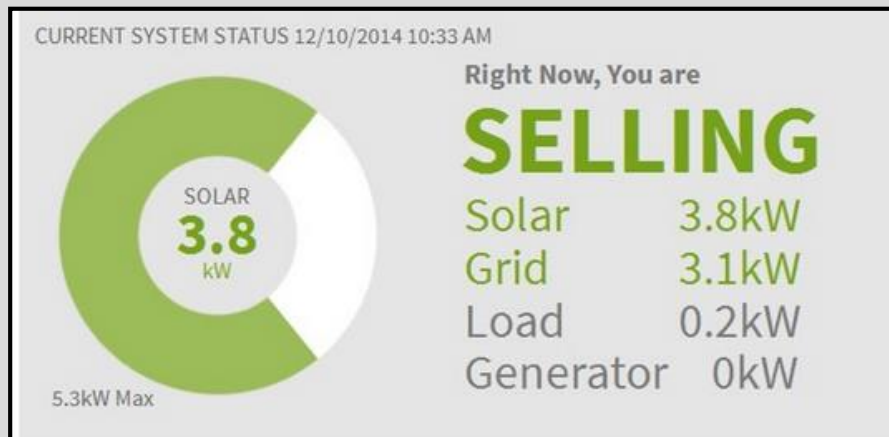 CURRENT SYSTEM STATUS 12/10/2014 10:33 AM
SOLAR
3.8
kW
5.3kW Max
Right Now, You are
SELLING
Solar 3.8kW
Grid 3.1kW
Load 0.2kW
Generator 0kW